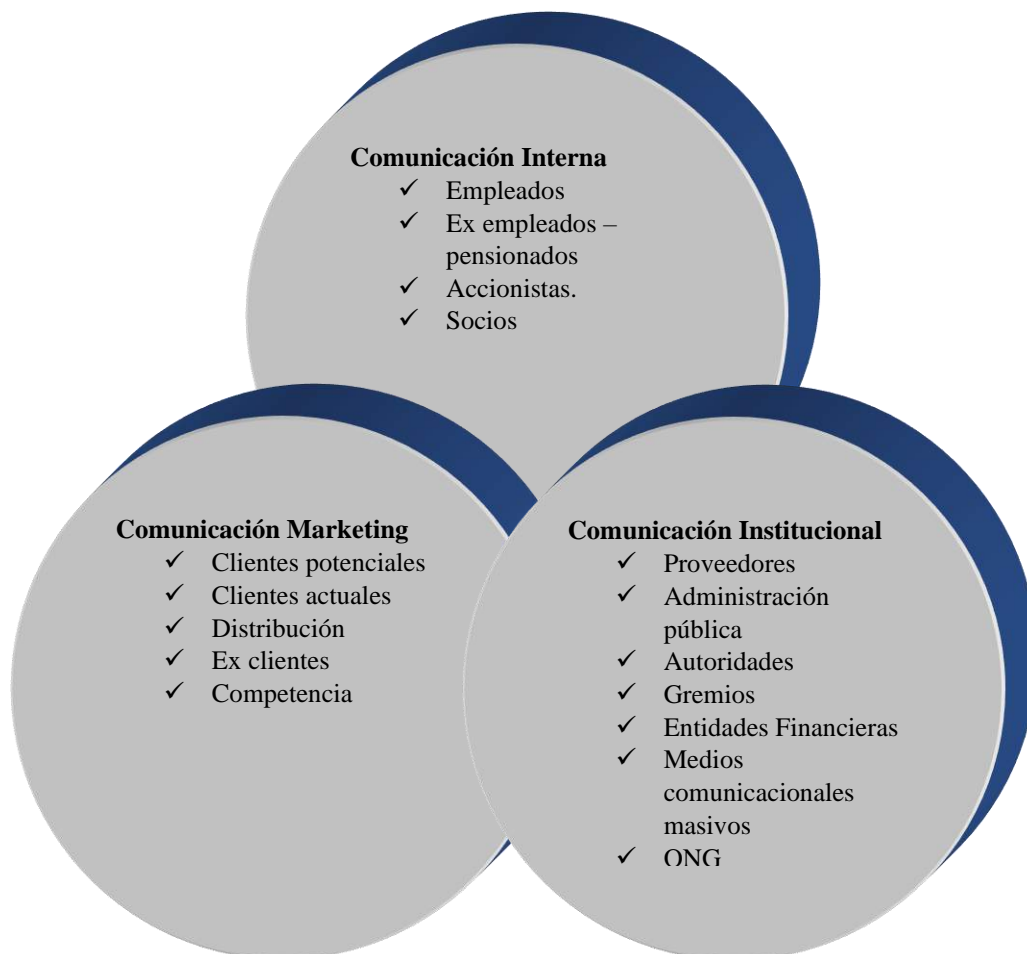 Comunicación Interna
✓ Empleados
✓ Ex empleados –
pensionados
✓ Accionistas.
✓ Socios
Comunicación Marketing
✓ Clientes potenciales
✓ Clientes actuales
✓ Distribución
✓ Ex clientes
✓ Competencia
Comunicación Institucional
✓ Proveedores
✓ Administración
pública
✓ Autoridades
✓ Gremios
✓ Entidades Financieras
✓ Medios
comunicacionales
masivos
✓ ONG